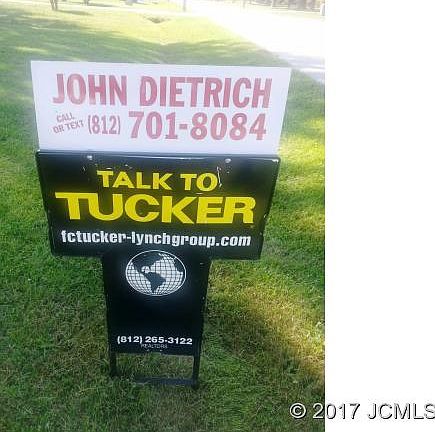 JOHN DIETRICH
CALL OR TEXT (812) 701-8084
TALK TO
TUCKER
fctucker-lynchgroup.com
(812) 265-3122
REALTORS
© 2017 JCMLS